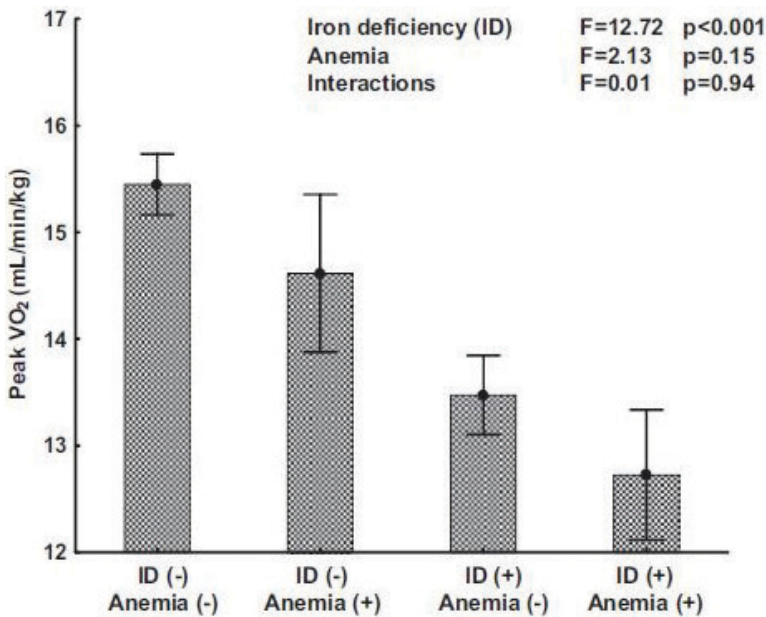 17
Iron deficiency (ID) F=12.72 p<0.001
Anemia F=2.13 p=0.15
Interactions F=0.01 p=0.94
16
15
14
13
12
Peak VO₂ (mL/min/kg)
ID (-) ID (-) ID (+) ID (+)
Anemia (-) Anemia (+) Anemia (-) Anemia (+)